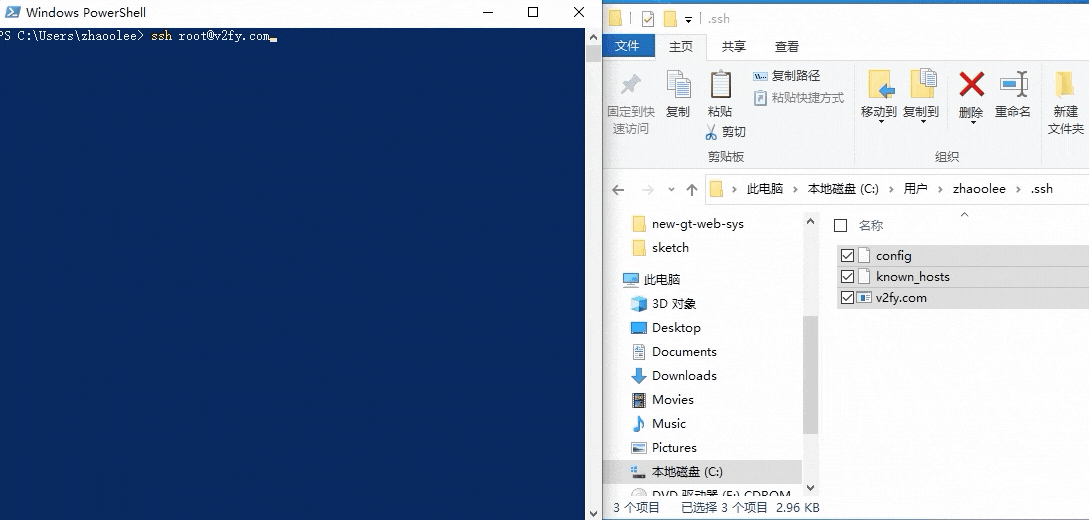 Windows PowerShell
PS C:\Users\zhaoolee> ssh root@v2fy.com
.ssh
文件 主页 共享 查看
固定到快速访问
复制
粘贴
复制路径
粘贴快捷方式
剪切
剪贴板
移动到
复制到
删除
重命名
组织
新建
文件夹
此电脑 本地磁盘 (C:) 用户 zhaoolee .ssh
new-gt-web-sys
sketch
此电脑
3D 对象
Desktop
Documents
Downloads
Movies
Music
Pictures
本地磁盘 (C:)
DVD 驱动器 (F:) CDROM
名称
config
known_hosts
v2fy.com
3 个项目 已选择 3 个项目 2.96 KB